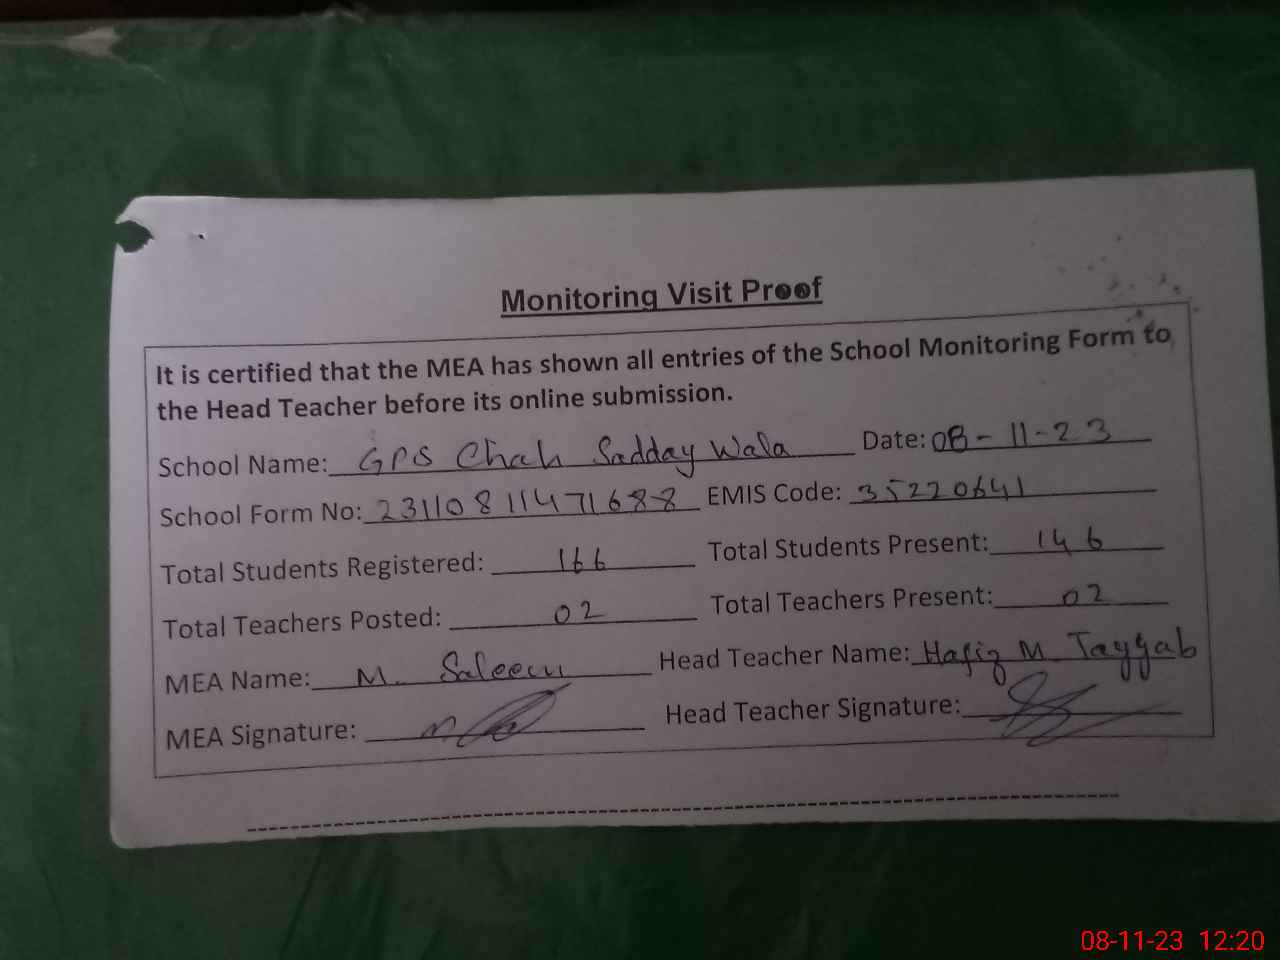 Monitoring Visit Proof
It is certified that the MEA has shown all entries of the School Monitoring Form to
the Head Teacher before its online submission.
School Name: GPS Chah Sadday Wala Date: 08-11-23
School Form No: 2311081147 1688 EMIS Code: 35220641
Total Students Registered: 166 Total Students Present: 146
Total Teachers Posted: 02 Total Teachers Present: 02
MEA Name: M. Saleem Head Teacher Name: Hafiz M. Tayyab
MEA Signature: Head Teacher Signature:
08-11-23 12:20